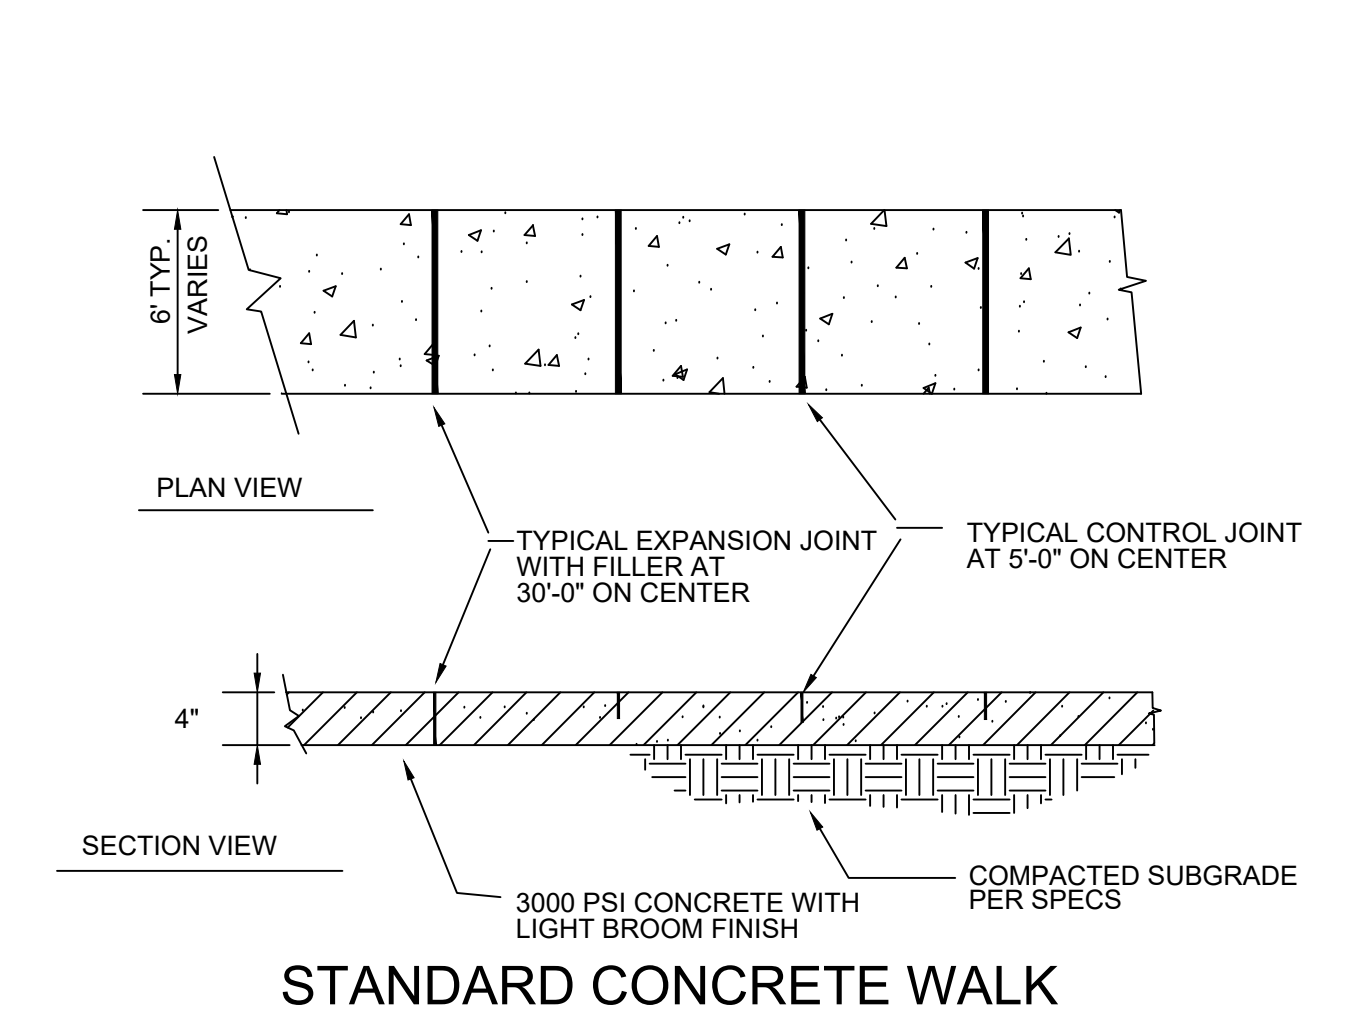 6' TYP.
VARIES
PLAN VIEW
TYPICAL EXPANSION JOINT
WITH FILLER AT
30'-0" ON CENTER
TYPICAL CONTROL JOINT
AT 5'-0" ON CENTER
4"
SECTION VIEW
3000 PSI CONCRETE WITH
LIGHT BROOM FINISH
COMPACTED SUBGRADE
PER SPECS
STANDARD CONCRETE WALK